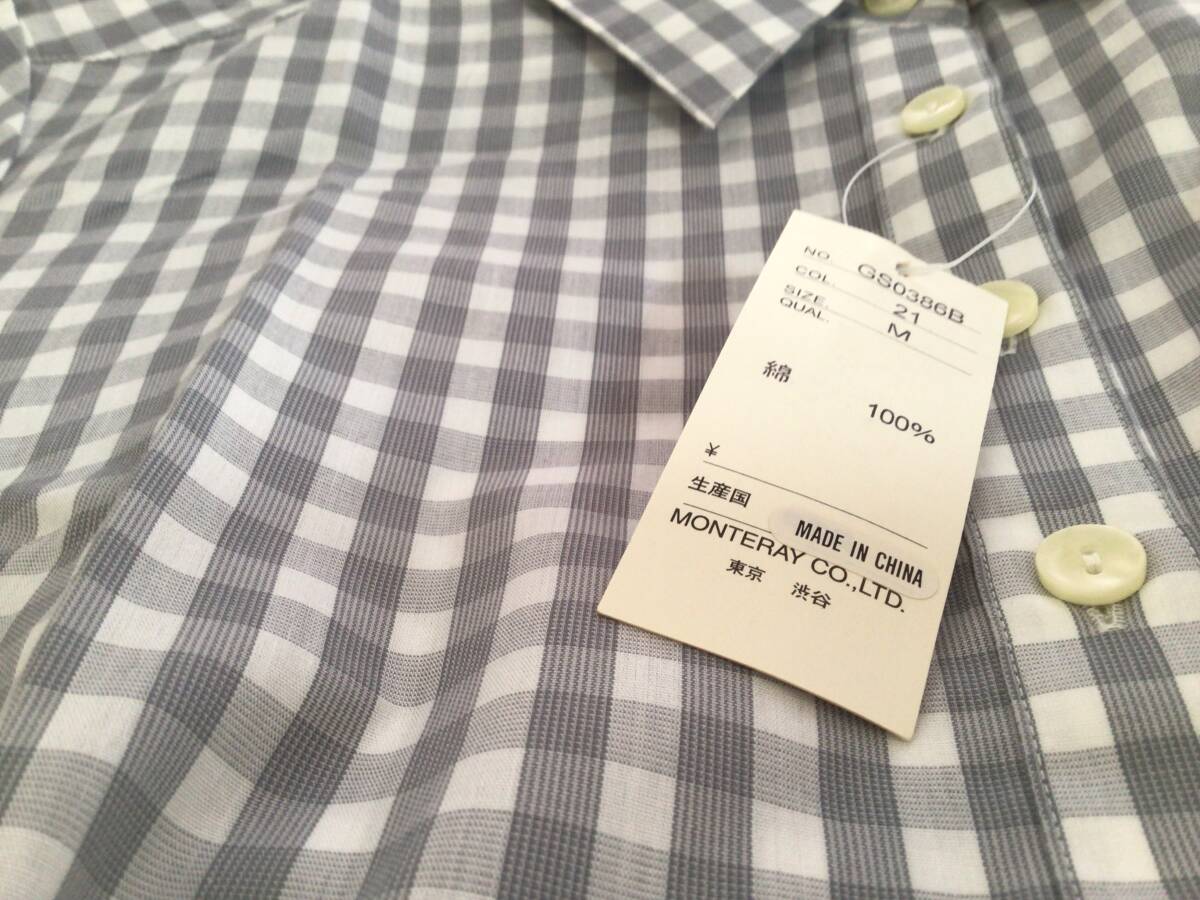 NO. GS0386B
COL. 21
SIZE. M
QUAL.
綿
100%
¥
生産国 MADE IN CHINA
MONTERAY CO.,LTD.
東京 渋谷